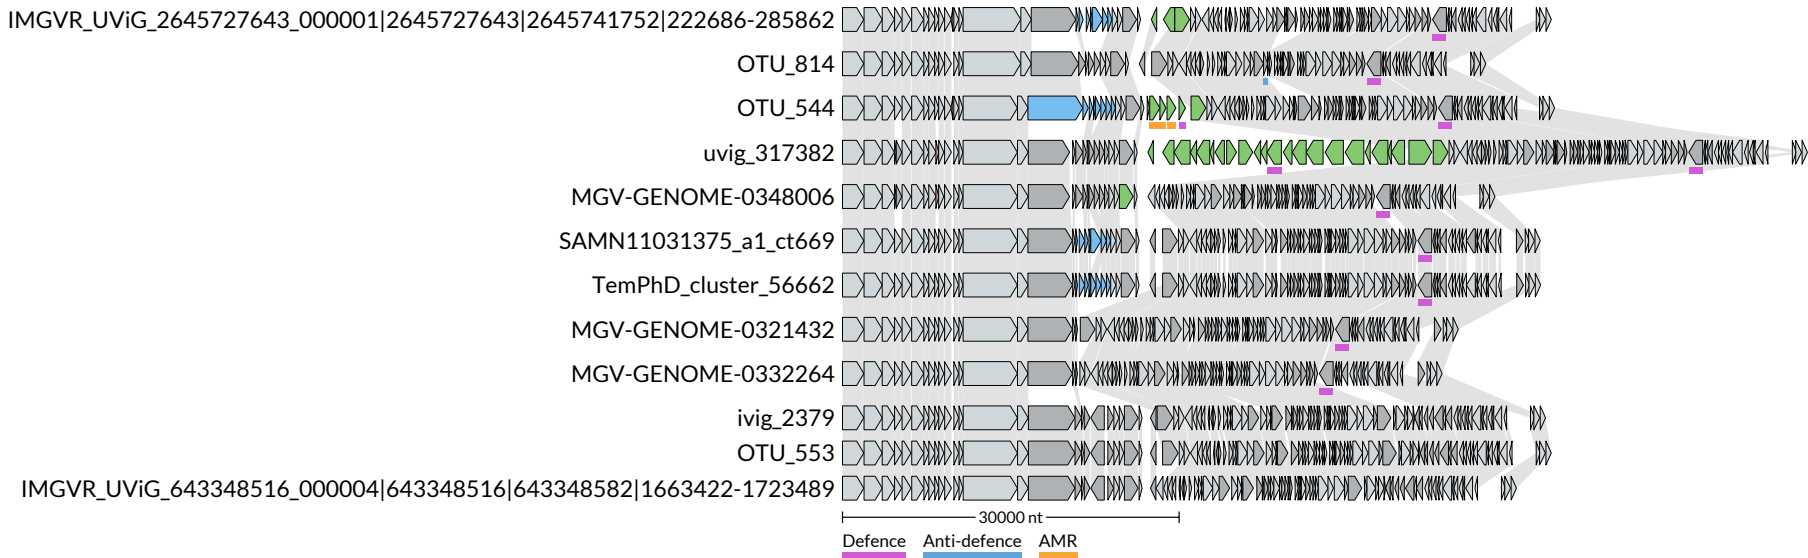 IMGVR_UViG_2645727643_000001|2645727643|2645741752|222686-285862
OTU_814
OTU_544
uvig_317382
MGV-GENOME-0348006
SAMN11031375_a1_ct669
TemPhD_cluster_56662
MGV-GENOME-0321432
MGV-GENOME-0332264
ivig_2379
OTU_553
IMGVR_UViG_643348516_000004|643348516|643348582|1663422-1723489
30000 nt
Defence Anti-defence AMR